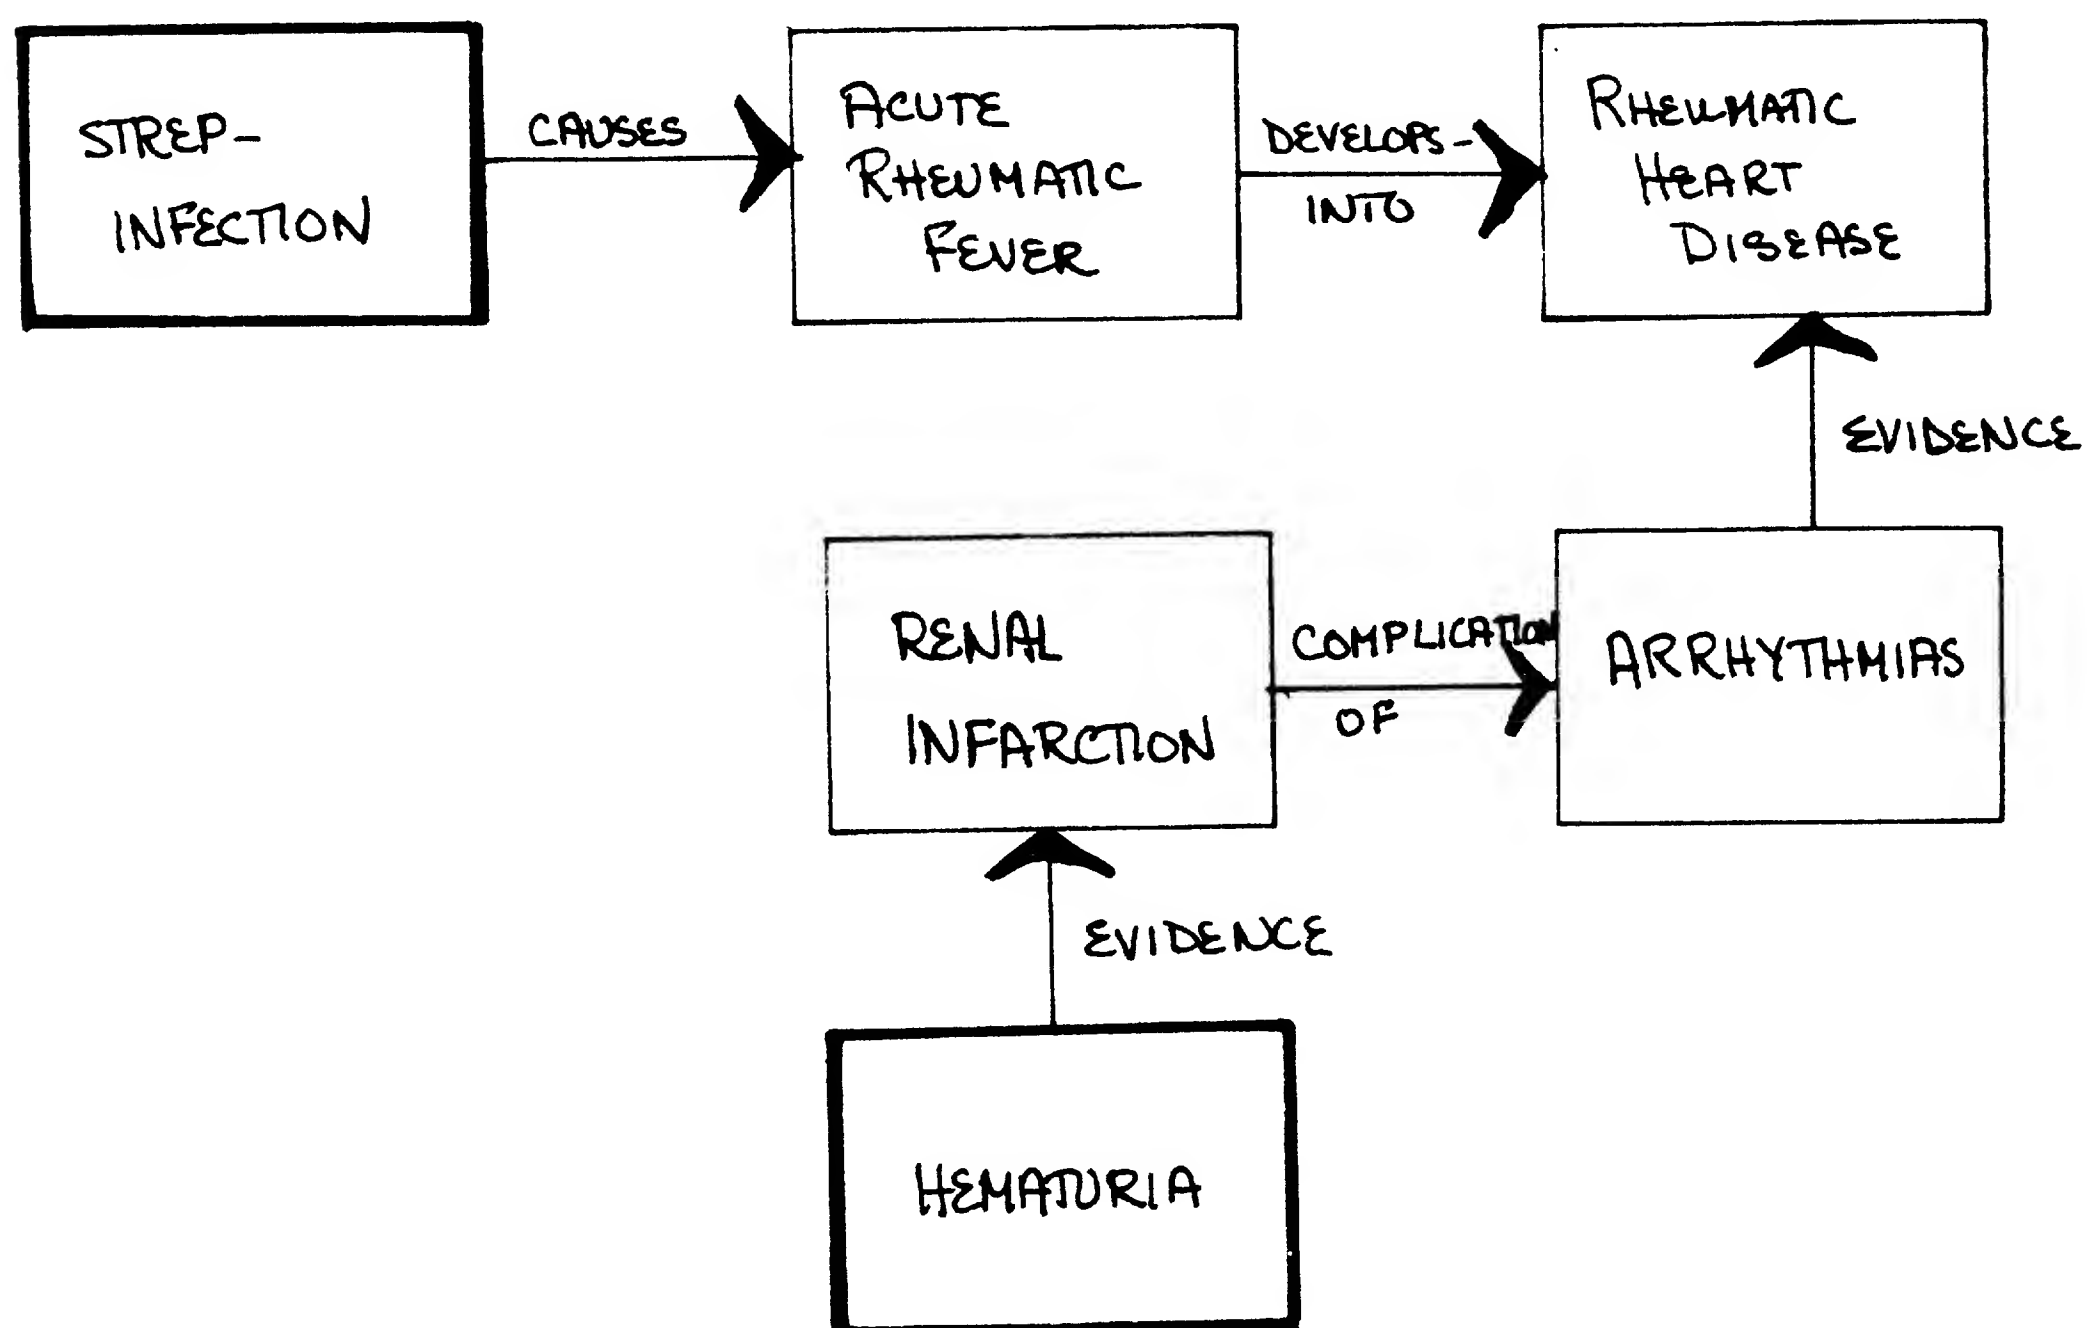 STREP-
INFECTION
CAUSES
ACUTE
RHEUMATIC
FEVER
DEVELOPS-
INTO
RHEUMATIC
HEART
DISEASE
EVIDENCE
RENAL
INFARCTION
COMPLICATION
OF
ARRHYTHMIAS
EVIDENCE
HEMATURIA